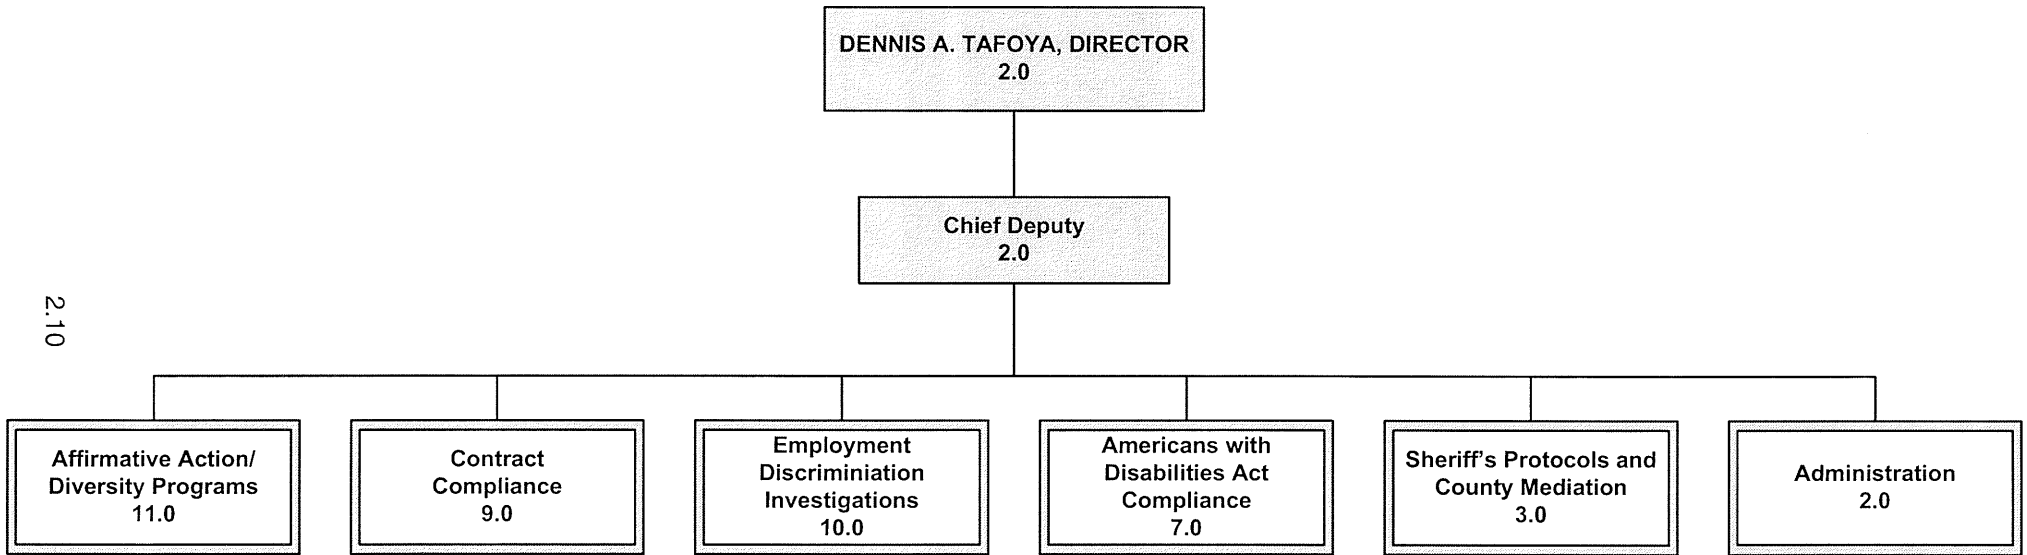 DENNIS A. TAFOYA, DIRECTOR
2.0
Chief Deputy
2.0
2.10
Affirmative Action/
Diversity Programs
11.0
Contract
Compliance
9.0
Employment
Discriminiation
Investigations
10.0
Americans with
Disabilities Act
Compliance
7.0
Sheriff's Protocols and
County Mediation
3.0
Administration
2.0